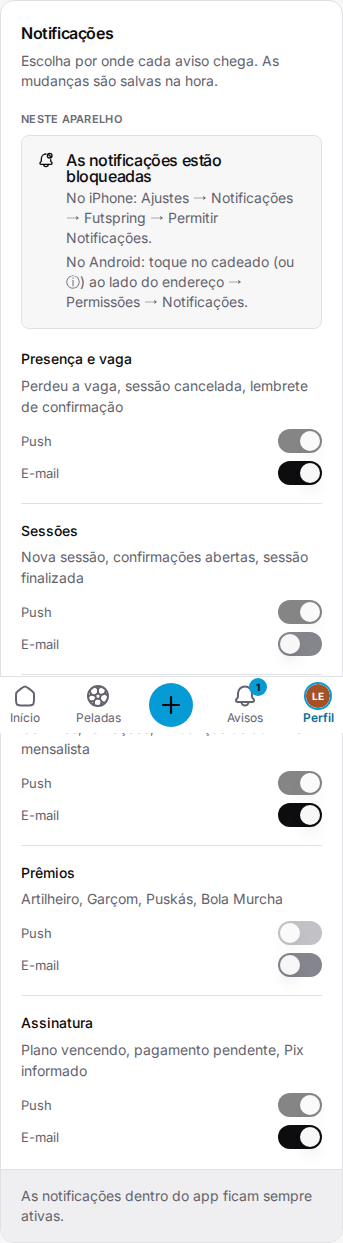 Notificações
Escolha por onde cada aviso chega. As
mudanças são salvas na hora.
NESTE APARELHO
As notificações estão
bloqueadas
No iPhone: Ajustes → Notificações
→ Futspring → Permitir
Notificações.
No Android: toque no cadeado (ou
ⓘ) ao lado do endereço →
Permissões → Notificações.
Presença e vaga
Perdeu a vaga, sessão cancelada, lembrete
de confirmação
Push
E-mail
Sessões
Nova sessão, confirmações abertas, sessão
finalizada
Push
E-mail
Início
Peladas
1
Avisos
LE
Perfil
mensalista
Push
E-mail
Prêmios
Artilheiro, Garçom, Puskás, Bola Murcha
Push
E-mail
Assinatura
Plano vencendo, pagamento pendente, Pix
informado
Push
E-mail
As notificações dentro do app ficam sempre
ativas.